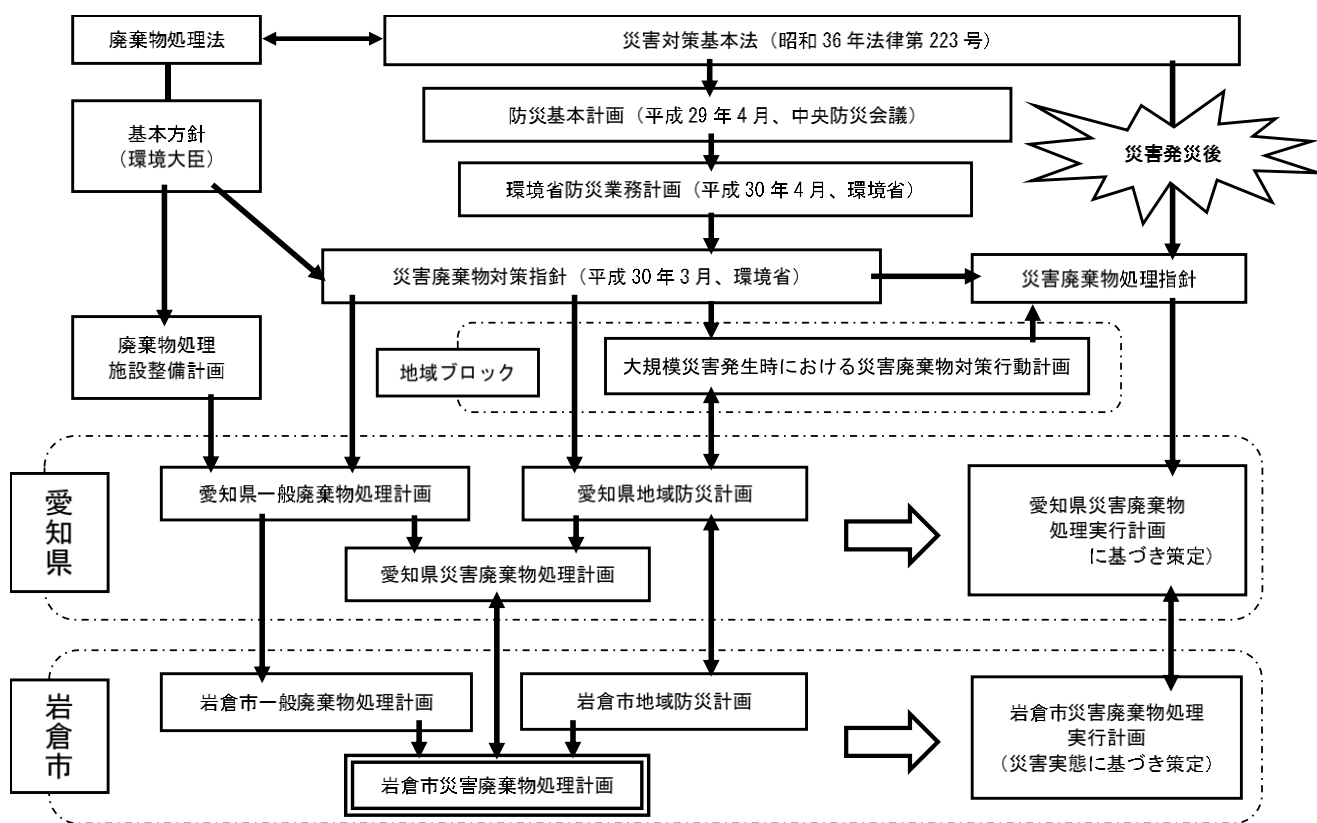 廃棄物処理法
災害対策基本法（昭和36年法律第223号）
防災基本計画（平成29年4月、中央防災会議）
基本方針
（環境大臣）
災害発災後
環境省防災業務計画（平成30年4月、環境省）
災害廃棄物対策指針（平成30年3月、環境省）
災害廃棄物処理指針
廃棄物処理
施設整備計画
地域ブロック
大規模災害発生時における災害廃棄物対策行動計画
愛知県
愛知県一般廃棄物処理計画
愛知県地域防災計画
愛知県災害廃棄物
処理実行計画
に基づき策定）
愛知県災害廃棄物処理計画
岩倉市
岩倉市一般廃棄物処理計画
岩倉市地域防災計画
岩倉市災害廃棄物処理
実行計画
（災害実態に基づき策定）
岩倉市災害廃棄物処理計画